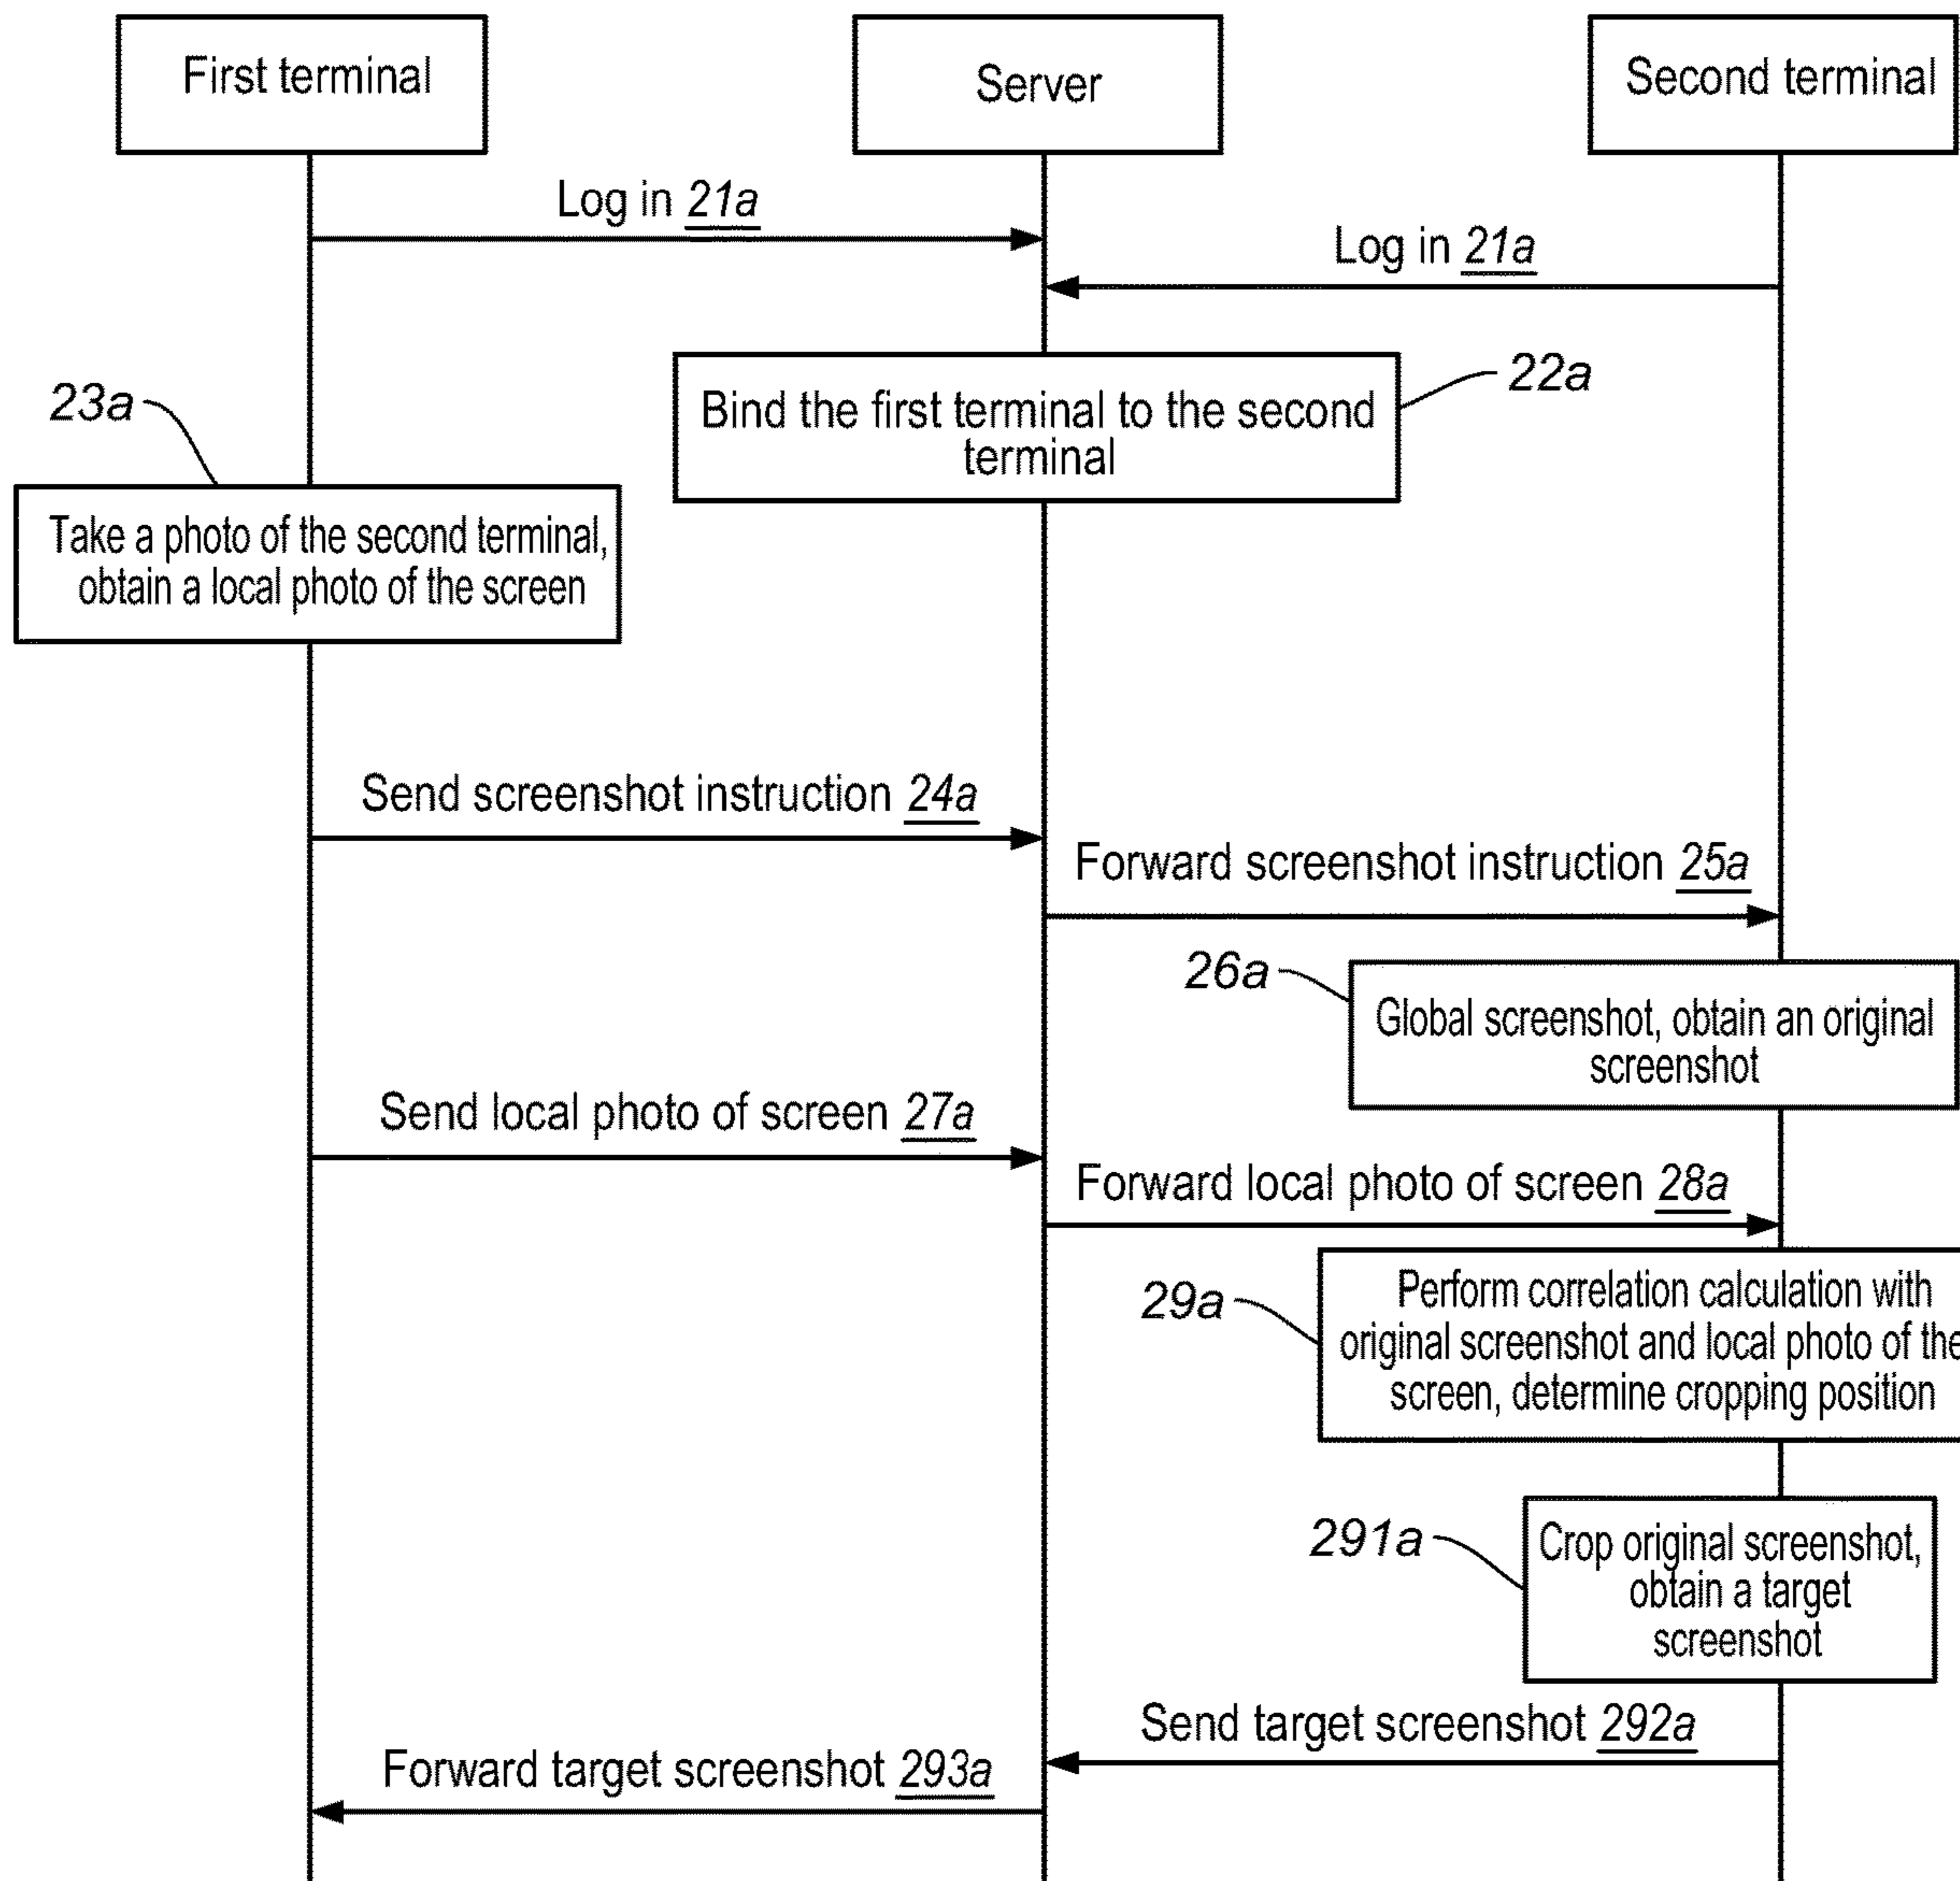 First terminal
Server
Second terminal
Log in 21a
Log in 21a
22a
Bind the first terminal to the second
terminal
23a
Take a photo of the second terminal,
obtain a local photo of the screen
Send screenshot instruction 24a
Forward screenshot instruction 25a
26a
Global screenshot, obtain an original
screenshot
Send local photo of screen 27a
Forward local photo of screen 28a
29a
Perform correlation calculation with
original screenshot and local photo of the
screen, determine cropping position
291a
Crop original screenshot,
obtain a target
screenshot
Send target screenshot 292a
Forward target screenshot 293a